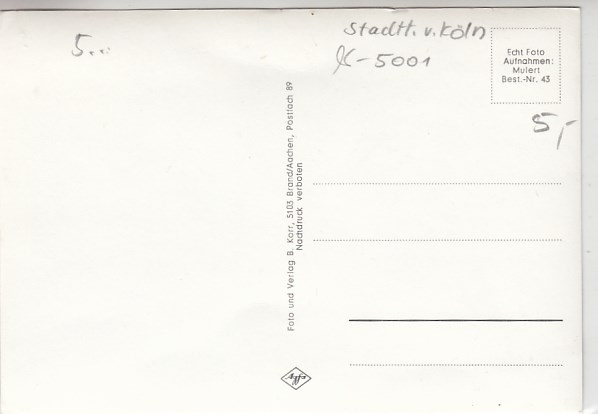 5...
Stadtt. v. Köln
K-5001
Echt Foto
Aufnahmen:
Mulert
Best.-Nr. 43
5,-
Foto und Verlag B. Karr, 5103 Brand/Aachen, Postfach 89
Nachdruck verboten
Agfa